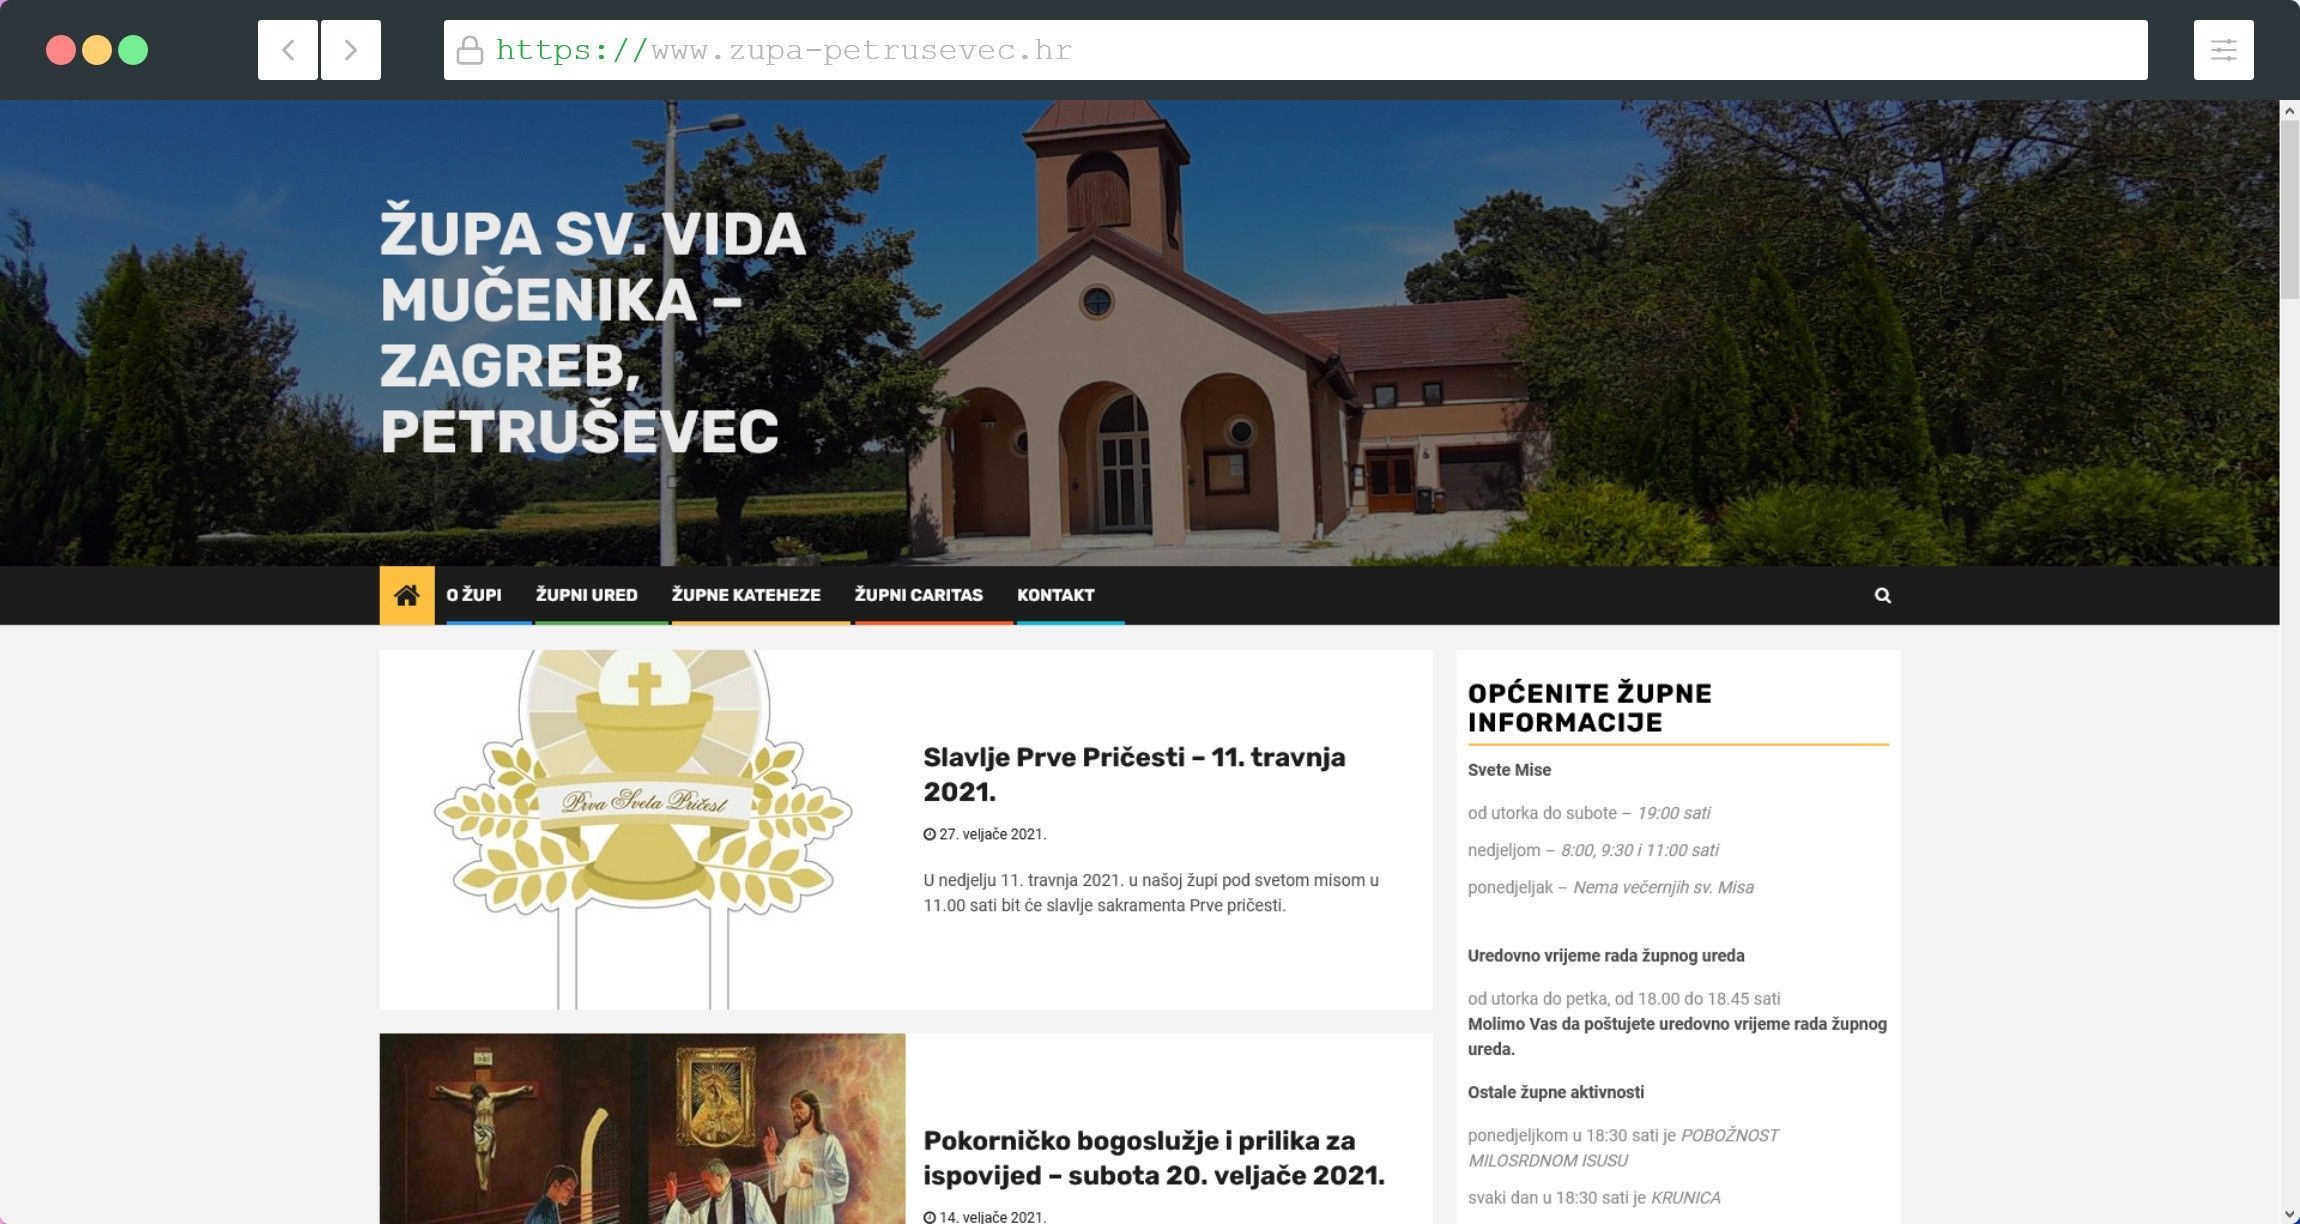 https://www.zupa-petrusevec.hr
ŽUPA SV. VIDA
MUČENIKA –
ZAGREB,
PETRUŠEVEC
O ŽUPI ŽUPNI URED ŽUPNE KATEHEZE ŽUPNI CARITAS KONTAKT
Prva Sveta Pričest
Slavlje Prve Pričesti – 11. travnja
2021.
27. veljače 2021.
U nedjelju 11. travnja 2021. u našoj župi pod svetom misom u
11.00 sati bit će slavlje sakramenta Prve pričesti.
Pokorničko bogoslužje i prilika za
ispovijed – subota 20. veljače 2021.
14. veljače 2021.
OPĆENITE ŽUPNE
INFORMACIJE
Svete Mise
od utorka do subote – 19:00 sati
nedjeljom – 8:00, 9:30 i 11:00 sati
ponedjeljak – Nema večernjih sv. Misa
Uredovno vrijeme rada župnog ureda
od utorka do petka, od 18.00 do 18.45 sati
Molimo Vas da poštujete uredovno vrijeme rada župnog
ureda.
Ostale župne aktivnosti
ponedjeljkom u 18:30 sati je POBOŽNOST
MILOSRDNOM ISUSU
svaki dan u 18:30 sati je KRUNICA